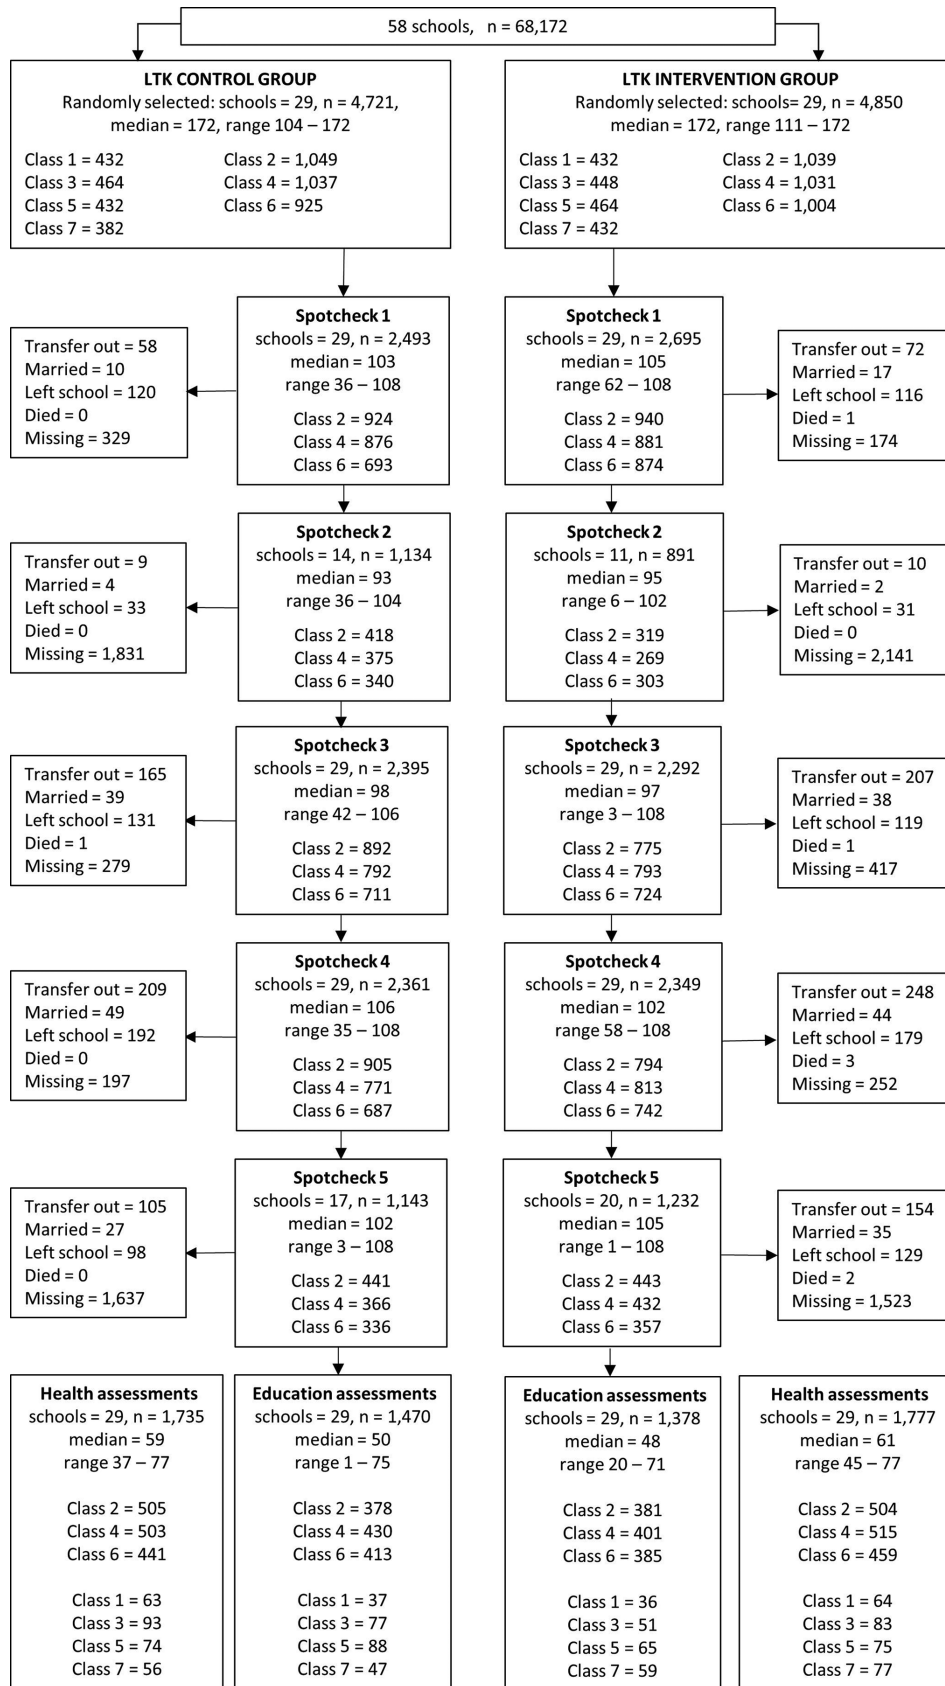 58 schools, n = 68,172
LTK CONTROL GROUP
Randomly selected: schools = 29, n = 4,721,
median = 172, range 104 – 172
Class 1 = 432 Class 2 = 1,049
Class 3 = 464 Class 4 = 1,037
Class 5 = 432 Class 6 = 925
Class 7 = 382
LTK INTERVENTION GROUP
Randomly selected: schools= 29, n = 4,850
median = 172, range 111 – 172
Class 1 = 432 Class 2 = 1,039
Class 3 = 448 Class 4 = 1,031
Class 5 = 464 Class 6 = 1,004
Class 7 = 432
Transfer out = 58
Married = 10
Left school = 120
Died = 0
Missing = 329
Spotcheck 1
schools = 29, n = 2,493
median = 103
range 36 – 108
Class 2 = 924
Class 4 = 876
Class 6 = 693
Spotcheck 1
schools = 29, n = 2,695
median = 105
range 62 – 108
Class 2 = 940
Class 4 = 881
Class 6 = 874
Transfer out = 72
Married = 17
Left school = 116
Died = 1
Missing = 174
Transfer out = 9
Married = 4
Left school = 33
Died = 0
Missing = 1,831
Spotcheck 2
schools = 14, n = 1,134
median = 93
range 36 – 104
Class 2 = 418
Class 4 = 375
Class 6 = 340
Spotcheck 2
schools = 11, n = 891
median = 95
range 6 – 102
Class 2 = 319
Class 4 = 269
Class 6 = 303
Transfer out = 10
Married = 2
Left school = 31
Died = 0
Missing = 2,141
Transfer out = 165
Married = 39
Left school = 131
Died = 1
Missing = 279
Spotcheck 3
schools = 29, n = 2,395
median = 98
range 42 – 106
Class 2 = 892
Class 4 = 792
Class 6 = 711
Spotcheck 3
schools = 29, n = 2,292
median = 97
range 3 – 108
Class 2 = 775
Class 4 = 793
Class 6 = 724
Transfer out = 207
Married = 38
Left school = 119
Died = 1
Missing = 417
Transfer out = 209
Married = 49
Left school = 192
Died = 0
Missing = 197
Spotcheck 4
schools = 29, n = 2,361
median = 106
range 35 – 108
Class 2 = 905
Class 4 = 771
Class 6 = 687
Spotcheck 4
schools = 29, n = 2,349
median = 102
range 58 – 108
Class 2 = 794
Class 4 = 813
Class 6 = 742
Transfer out = 248
Married = 44
Left school = 179
Died = 3
Missing = 252
Transfer out = 105
Married = 27
Left school = 98
Died = 0
Missing = 1,637
Spotcheck 5
schools = 17, n = 1,143
median = 102
range 3 – 108
Class 2 = 441
Class 4 = 366
Class 6 = 336
Spotcheck 5
schools = 20, n = 1,232
median = 105
range 1 – 108
Class 2 = 443
Class 4 = 432
Class 6 = 357
Transfer out = 154
Married = 35
Left school = 129
Died = 2
Missing = 1,523
Health assessments
schools = 29, n = 1,735
median = 59
range 37 – 77
Class 2 = 505
Class 4 = 503
Class 6 = 441
Class 1 = 63
Class 3 = 93
Class 5 = 74
Class 7 = 56
Education assessments
schools = 29, n = 1,470
median = 50
range 1 – 75
Class 2 = 378
Class 4 = 430
Class 6 = 413
Class 1 = 37
Class 3 = 77
Class 5 = 88
Class 7 = 47
Education assessments
schools = 29, n = 1,378
median = 48
range 20 – 71
Class 2 = 381
Class 4 = 401
Class 6 = 385
Class 1 = 36
Class 3 = 51
Class 5 = 65
Class 7 = 59
Health assessments
schools = 29, n = 1,777
median = 61
range 45 – 77
Class 2 = 504
Class 4 = 515
Class 6 = 459
Class 1 = 64
Class 3 = 83
Class 5 = 75
Class 7 = 77